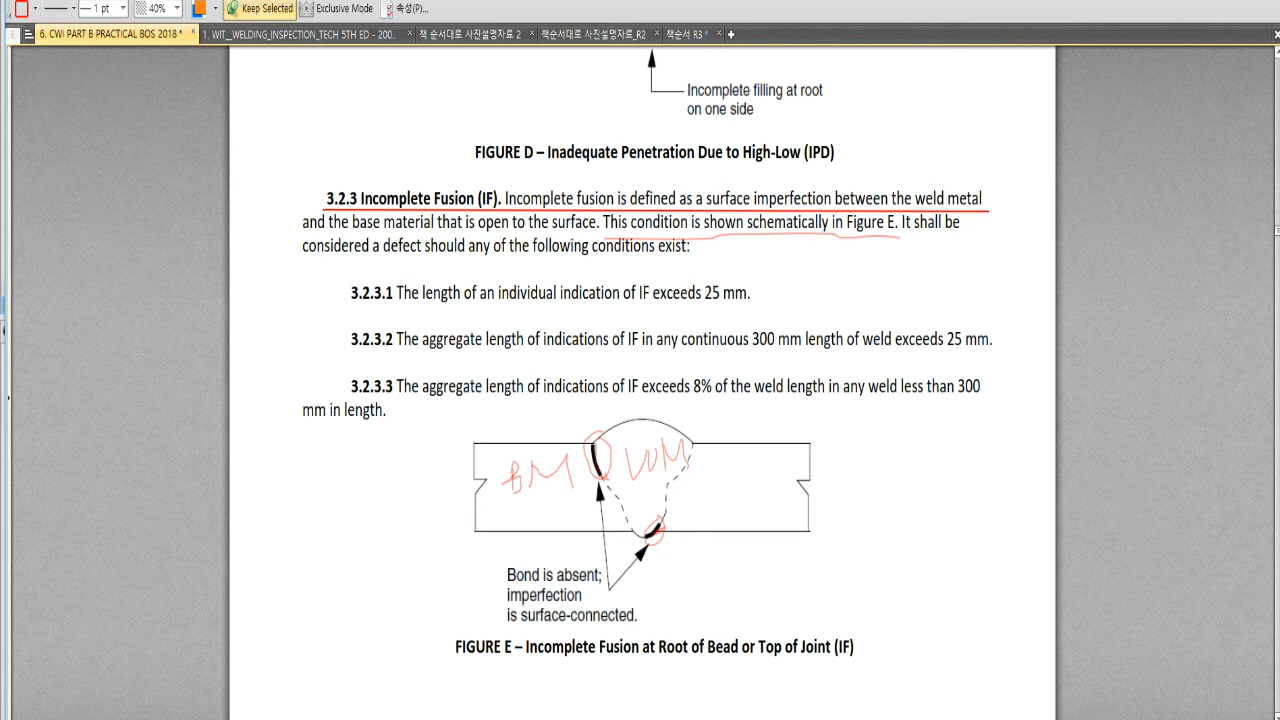 1 pt
40%
Keep Selected
Exclusive Mode
속성(P)...
6. CWI PART B PRACTICAL BOS 2018 *
1. WIT_WELDING_INSPECTION_TECH 5TH ED - 200...
책 순서대로 사진설명자료 2
책순서대로 사진설명자료_R2
책순서 R3 *
Incomplete filling at root
on one side
FIGURE D – Inadequate Penetration Due to High-Low (IPD)
3.2.3 Incomplete Fusion (IF). Incomplete fusion is defined as a surface imperfection between the weld metal
and the base material that is open to the surface. This condition is shown schematically in Figure E. It shall be
considered a defect should any of the following conditions exist:
3.2.3.1 The length of an individual indication of IF exceeds 25 mm.
3.2.3.2 The aggregate length of indications of IF in any continuous 300 mm length of weld exceeds 25 mm.
3.2.3.3 The aggregate length of indications of IF exceeds 8% of the weld length in any weld less than 300
mm in length.
BM WM
Bond is absent;
imperfection
is surface-connected.
FIGURE E – Incomplete Fusion at Root of Bead or Top of Joint (IF)